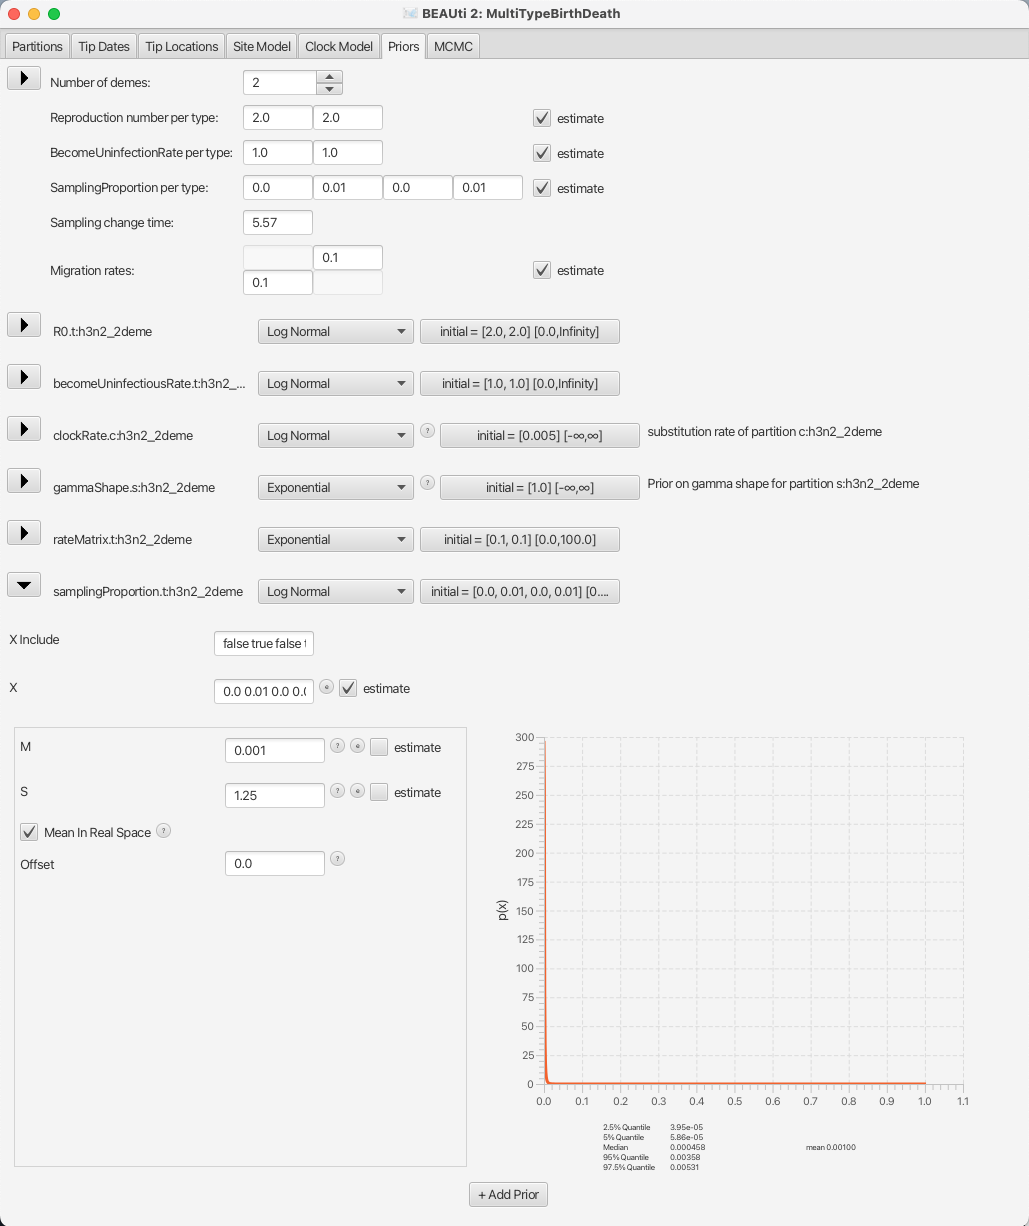 BEAUti 2: MultiTypeBirthDeath
Partitions Tip Dates Tip Locations Site Model Clock Model Priors MCMC
Number of demes: 2
Reproduction number per type: 2.0 2.0 estimate
BecomeUninfectionRate per type: 1.0 1.0 estimate
SamplingProportion per type: 0.0 0.01 0.0 0.01 estimate
Sampling change time: 5.57
0.1
Migration rates: estimate
0.1
R0.t:h3n2_2deme Log Normal initial = [2.0, 2.0] [0.0,Infinity]
becomeUninfectiousRate.t:h3n2_... Log Normal initial = [1.0, 1.0] [0.0,Infinity]
clockRate.c:h3n2_2deme Log Normal ? initial = [0.005] [-∞,∞] substitution rate of partition c:h3n2_2deme
gammaShape.s:h3n2_2deme Exponential ? initial = [1.0] [-∞,∞] Prior on gamma shape for partition s:h3n2_2deme
rateMatrix.t:h3n2_2deme Exponential initial = [0.1, 0.1] [0.0,100.0]
samplingProportion.t:h3n2_2deme Log Normal initial = [0.0, 0.01, 0.0, 0.01] [0....
X Include false true false
X 0.0 0.01 0.0 0.( e estimate
M 0.001 ? e estimate
S 1.25 ? e estimate
Mean In Real Space ?
Offset 0.0 ?
p(x)
300
275
250
225
200
175
150
125
100
75
50
25
0
0.0 0.1 0.2 0.3 0.4 0.5 0.6 0.7 0.8 0.9 1.0 1.1
2.5% Quantile 3.95e-05
5% Quantile 5.86e-05
Median 0.000458 mean 0.00100
95% Quantile 0.00358
97.5% Quantile 0.00531
+ Add Prior